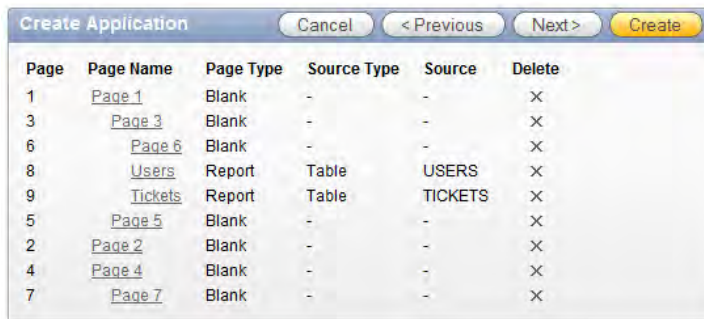 Create Application Cancel < Previous Next > Create
Page Page Name Page Type Source Type Source Delete
1 Page 1 Blank - - X
3 Page 3 Blank - - X
6 Page 6 Blank - - X
8 Users Report Table USERS X
9 Tickets Report Table TICKETS X
5 Page 5 Blank - - X
2 Page 2 Blank - - X
4 Page 4 Blank - - X
7 Page 7 Blank - - X